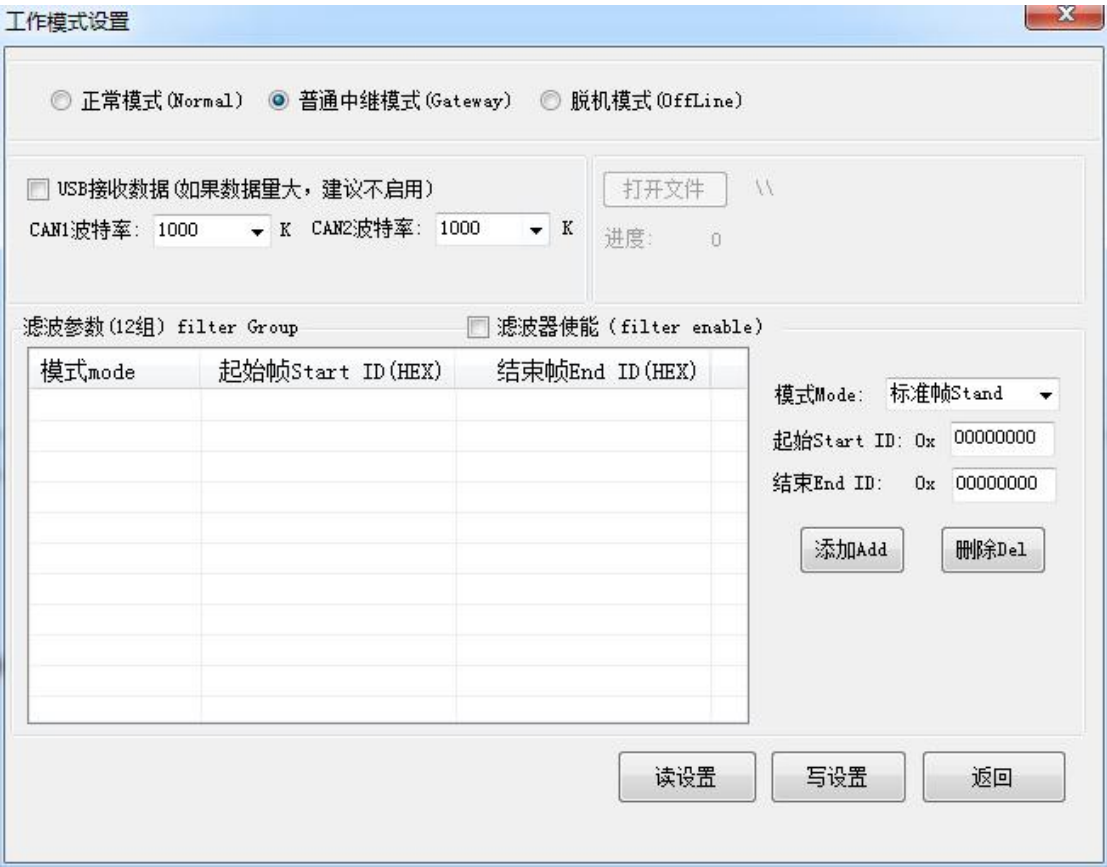 工作模式设置
正常模式(Normal) 普通中继模式(Gateway) 脱机模式(OffLine)
USB接收数据(如果数据量大，建议不启用)
CAN1波特率: 1000 K CAN2波特率: 1000 K
打开文件 \\
进度: 0
滤波参数(12组) filter Group 滤波器使能 (filter enable)
模式mode 起始帧Start ID(HEX) 结束帧End ID(HEX)
模式Mode: 标准帧Stand
起始Start ID: 0x 00000000
结束End ID: 0x 00000000
添加Add 删除Del
读设置 写设置 返回